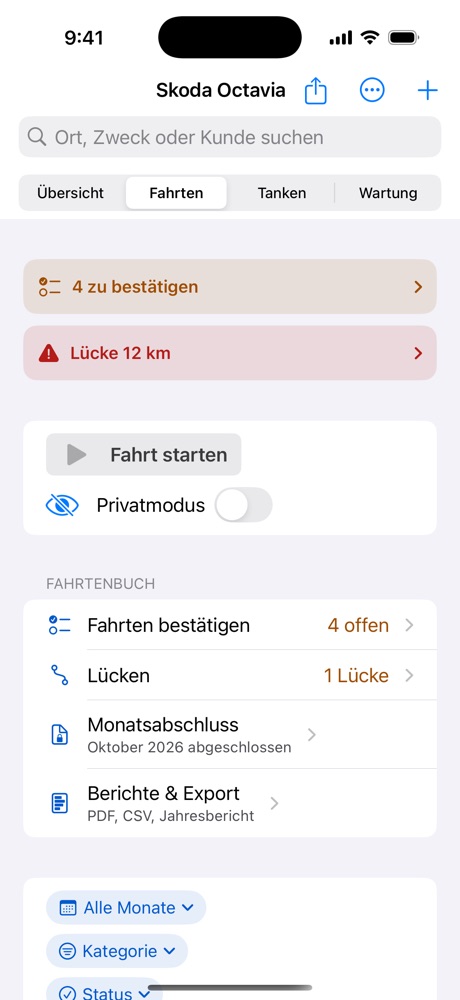 9:41
Skoda Octavia
Ort, Zweck oder Kunde suchen
Übersicht
Fahrten
Tanken
Wartung
4 zu bestätigen
Lücke 12 km
Fahrt starten
Privatmodus
FAHRTENBUCH
Fahrten bestätigen 4 offen
Lücken 1 Lücke
Monatsabschluss
Oktober 2026 abgeschlossen
Berichte & Export
PDF, CSV, Jahresbericht
Alle Monate
Kategorie
Status